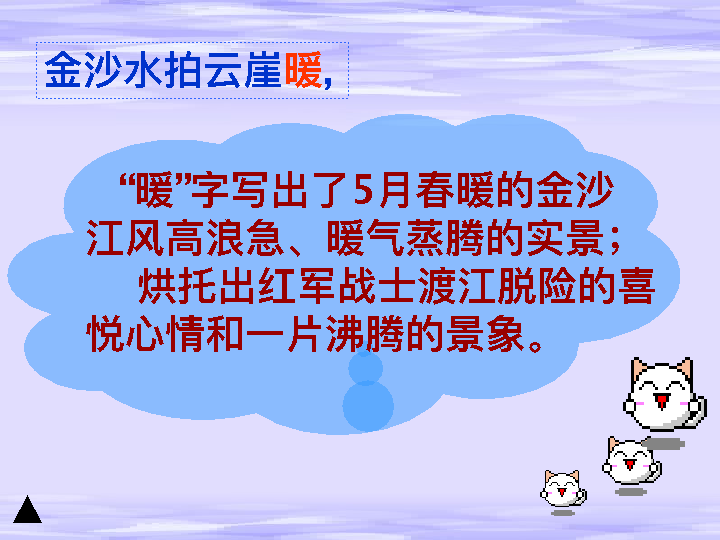 金沙水拍云崖暖,
“暖”字写出了5月春暖的金沙
江风高浪急、暖气蒸腾的实景；
烘托出红军战士渡江脱险的喜
悦心情和一片沸腾的景象。